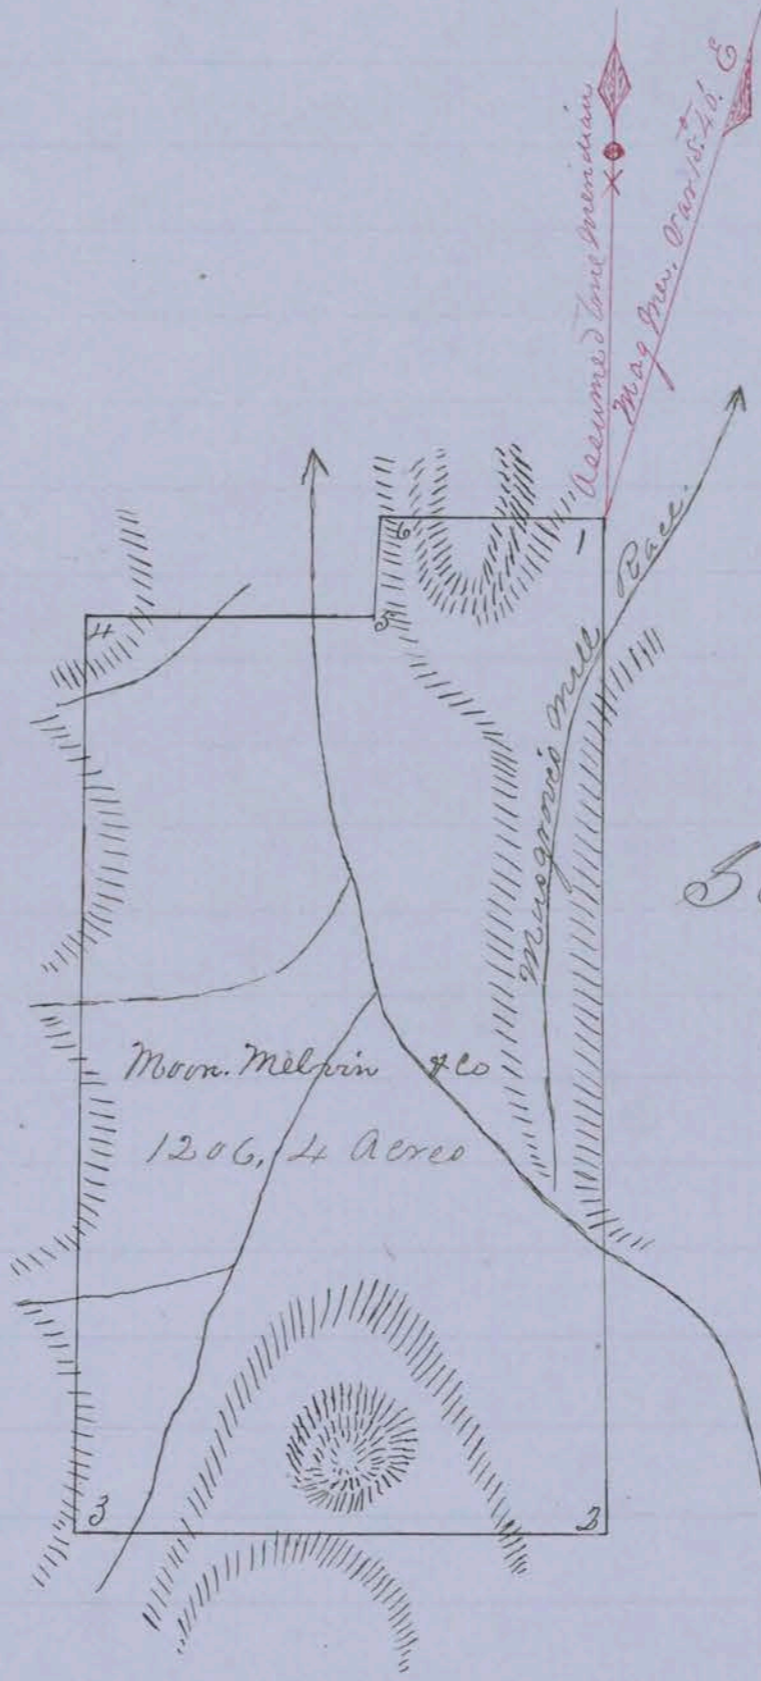 Assumed True Meridian
Mag Mer. Var 15.40. E
Musgrove's Mill Race.
6
1
4
5
Moon. Melvin & Co
1206,4 Acres
3
2